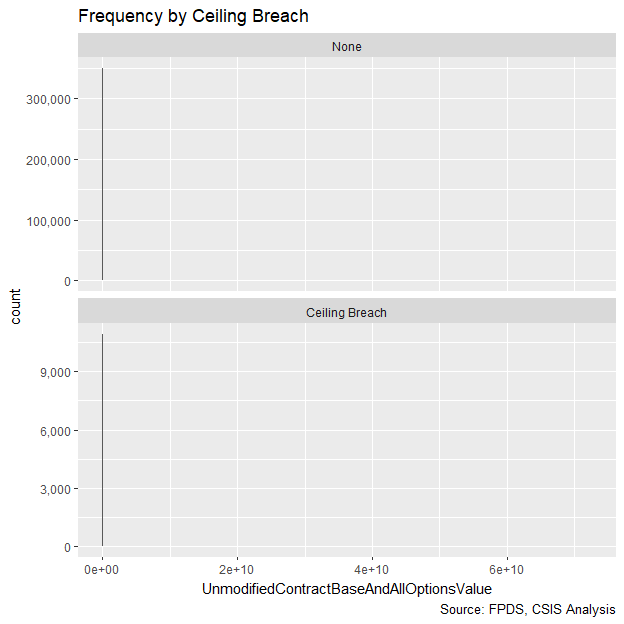 Frequency by Ceiling Breach
None
300,000
200,000
100,000
0
count
Ceiling Breach
9,000
6,000
3,000
0
0e+00 2e+10 4e+10 6e+10
UnmodifiedContractBaseAndAllOptionsValue
Source: FPDS, CSIS Analysis